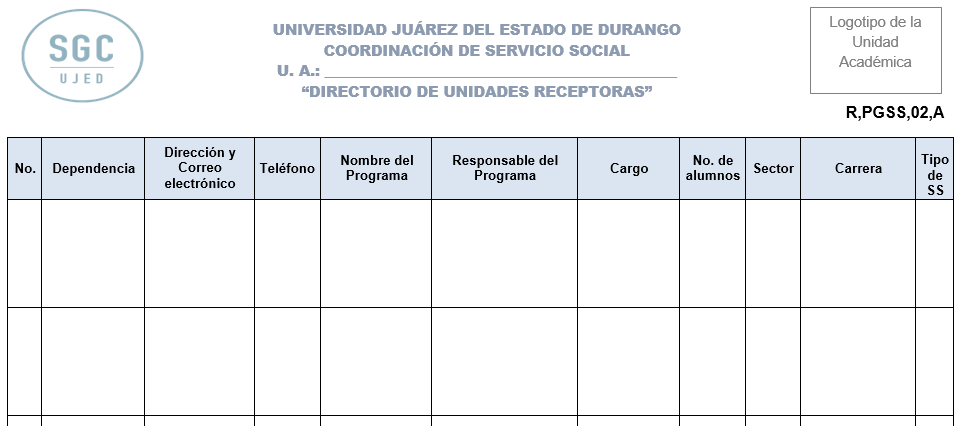 SGC
UJED
UNIVERSIDAD JUÁREZ DEL ESTADO DE DURANGO
COORDINACIÓN DE SERVICIO SOCIAL
U. A.: ________________________________________
“DIRECTORIO DE UNIDADES RECEPTORAS”
Logotipo de la
Unidad
Académica
R,PGSS,02,A
No.
Dependencia
Dirección y
Correo
electrónico
Teléfono
Nombre del
Programa
Responsable del
Programa
Cargo
No. de
alumnos
Sector
Carrera
Tipo
de
SS